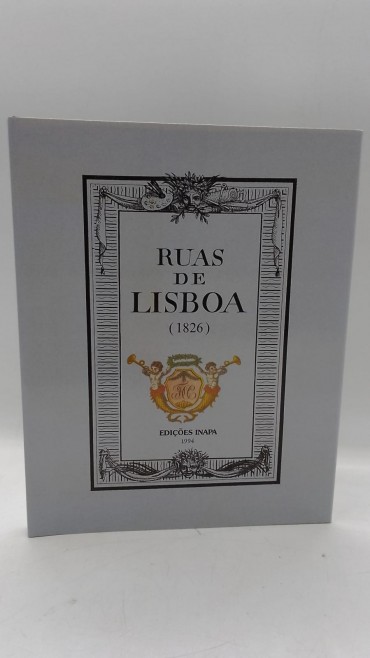 RUAS
DE
LISBOA
(1826)
EDIÇÕES INAPA
1994